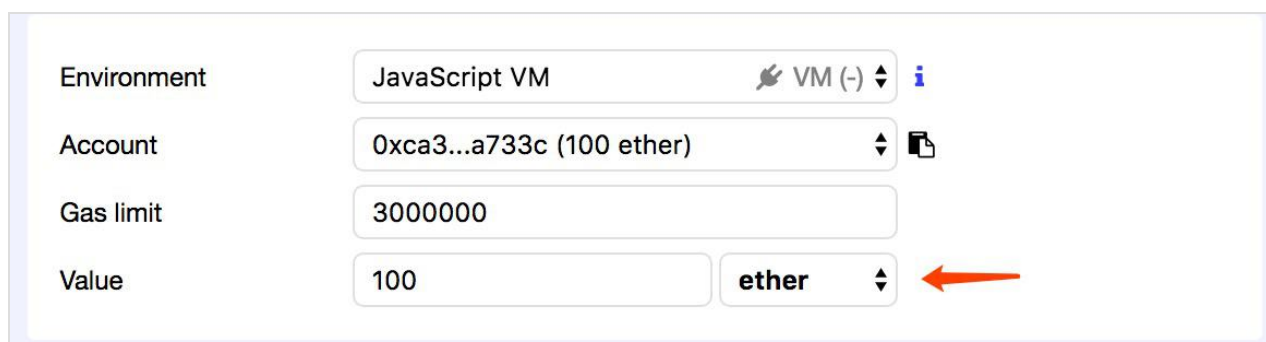 Environment JavaScript VM VM (-) i
Account 0xca3...a733c (100 ether)
Gas limit 3000000
Value 100 ether